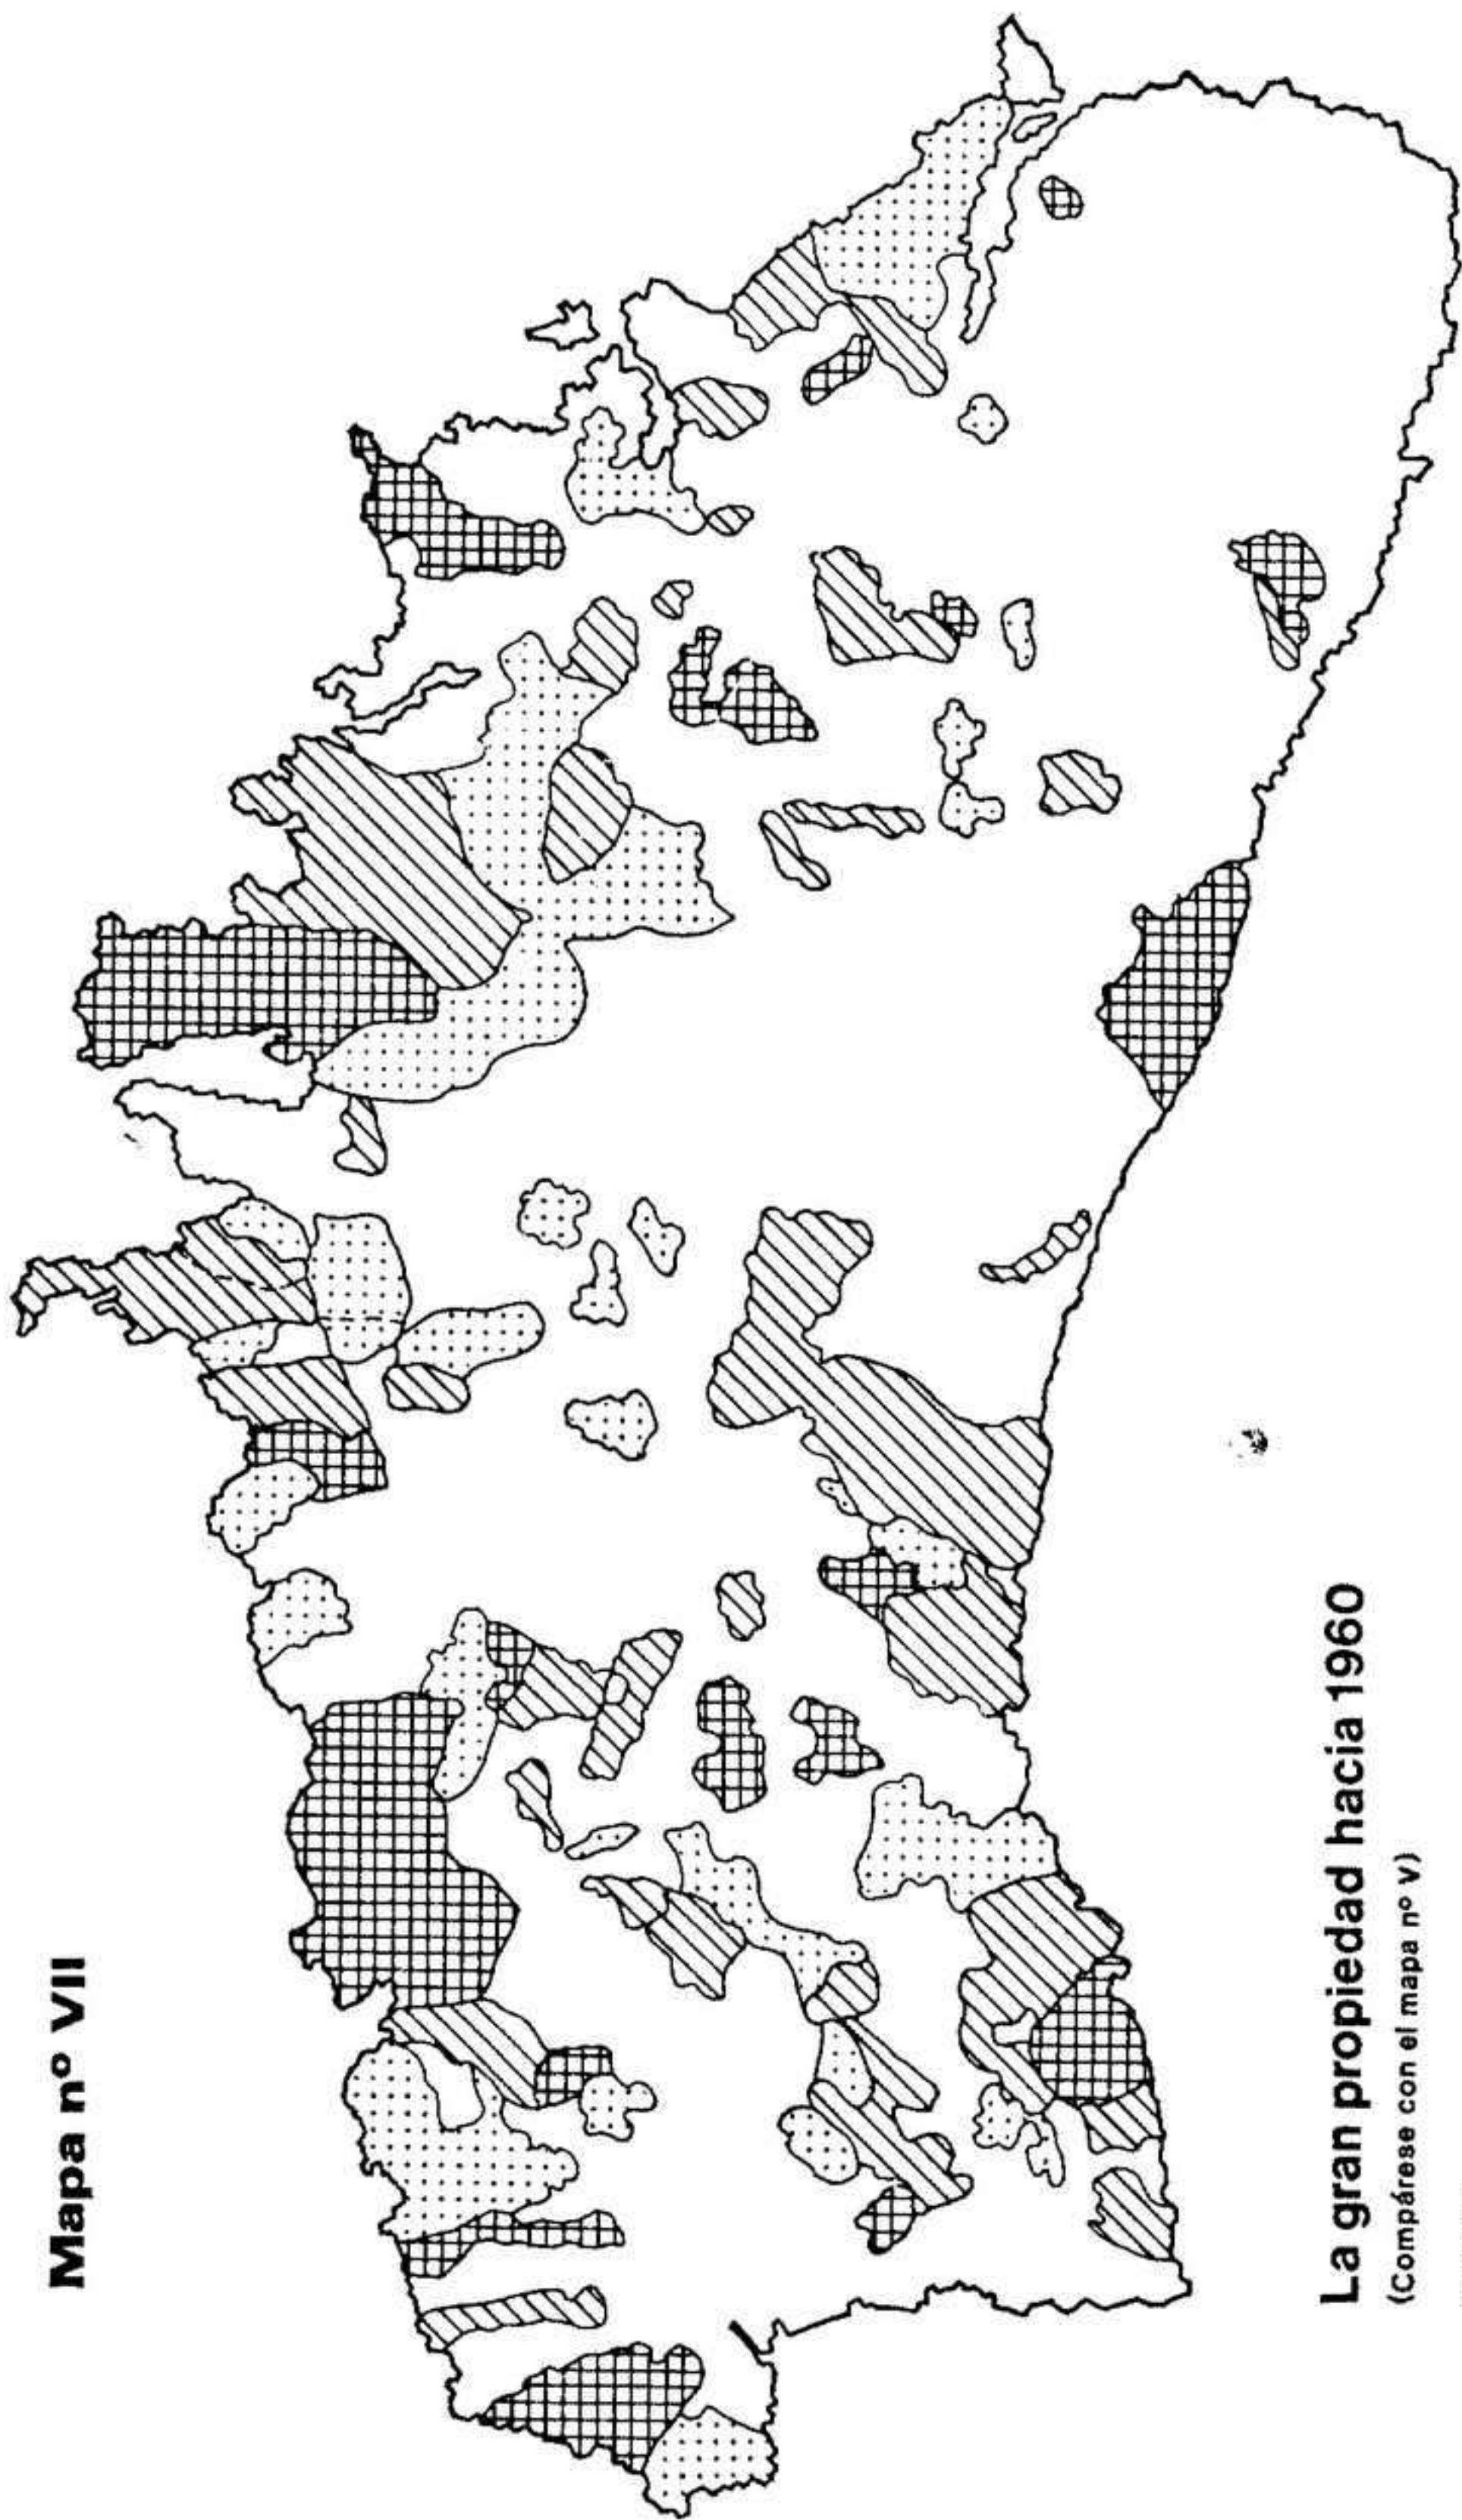 Mapa nº VII
La gran propiedad hacia 1960
(Compárese con el mapa nº V)